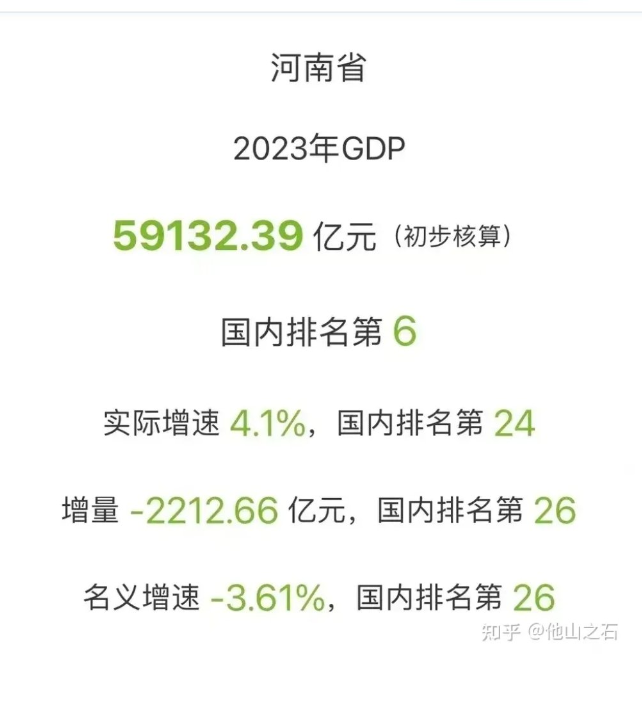 河南省
2023年GDP
59132.39 亿元（初步核算）
国内排名第 6
实际增速 4.1%，国内排名第 24
增量 -2212.66 亿元，国内排名第 26
名义增速 -3.61%，国内排名第 26
知乎 @他山之石